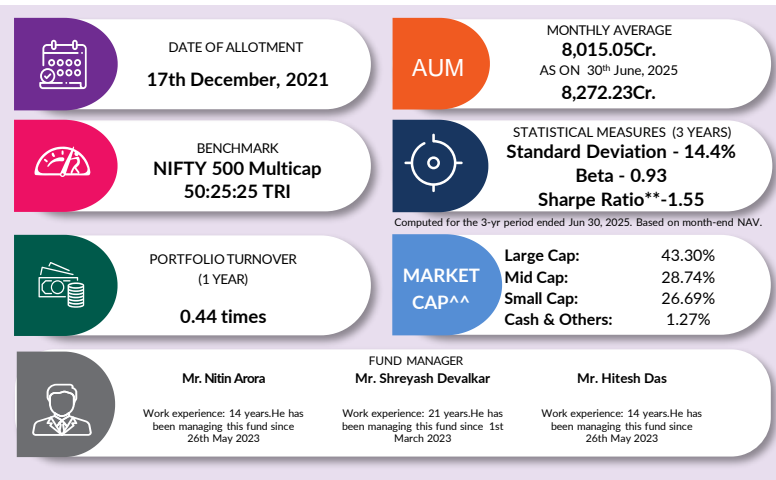 DATE OF ALLOTMENT
17th December, 2021
AUM
MONTHLY AVERAGE
8,015.05Cr.
AS ON 30th June, 2025
8,272.23Cr.
BENCHMARK
NIFTY 500 Multicap
50:25:25 TRI
STATISTICAL MEASURES (3 YEARS)
Standard Deviation - 14.4%
Beta - 0.93
Sharpe Ratio**-1.55
Computed for the 3-yr period ended Jun 30, 2025. Based on month-end NAV.
PORTFOLIO TURNOVER
(1 YEAR)
0.44 times
MARKET
CAP^^
Large Cap: 43.30%
Mid Cap: 28.74%
Small Cap: 26.69%
Cash & Others: 1.27%
FUND MANAGER
Mr. Nitin Arora
Work experience: 14 years.He has
been managing this fund since
26th May 2023
Mr. Shreyash Devalkar
Work experience: 21 years.He has
been managing this fund since 1st
March 2023
Mr. Hitesh Das
Work experience: 14 years.He has
been managing this fund since
26th May 2023